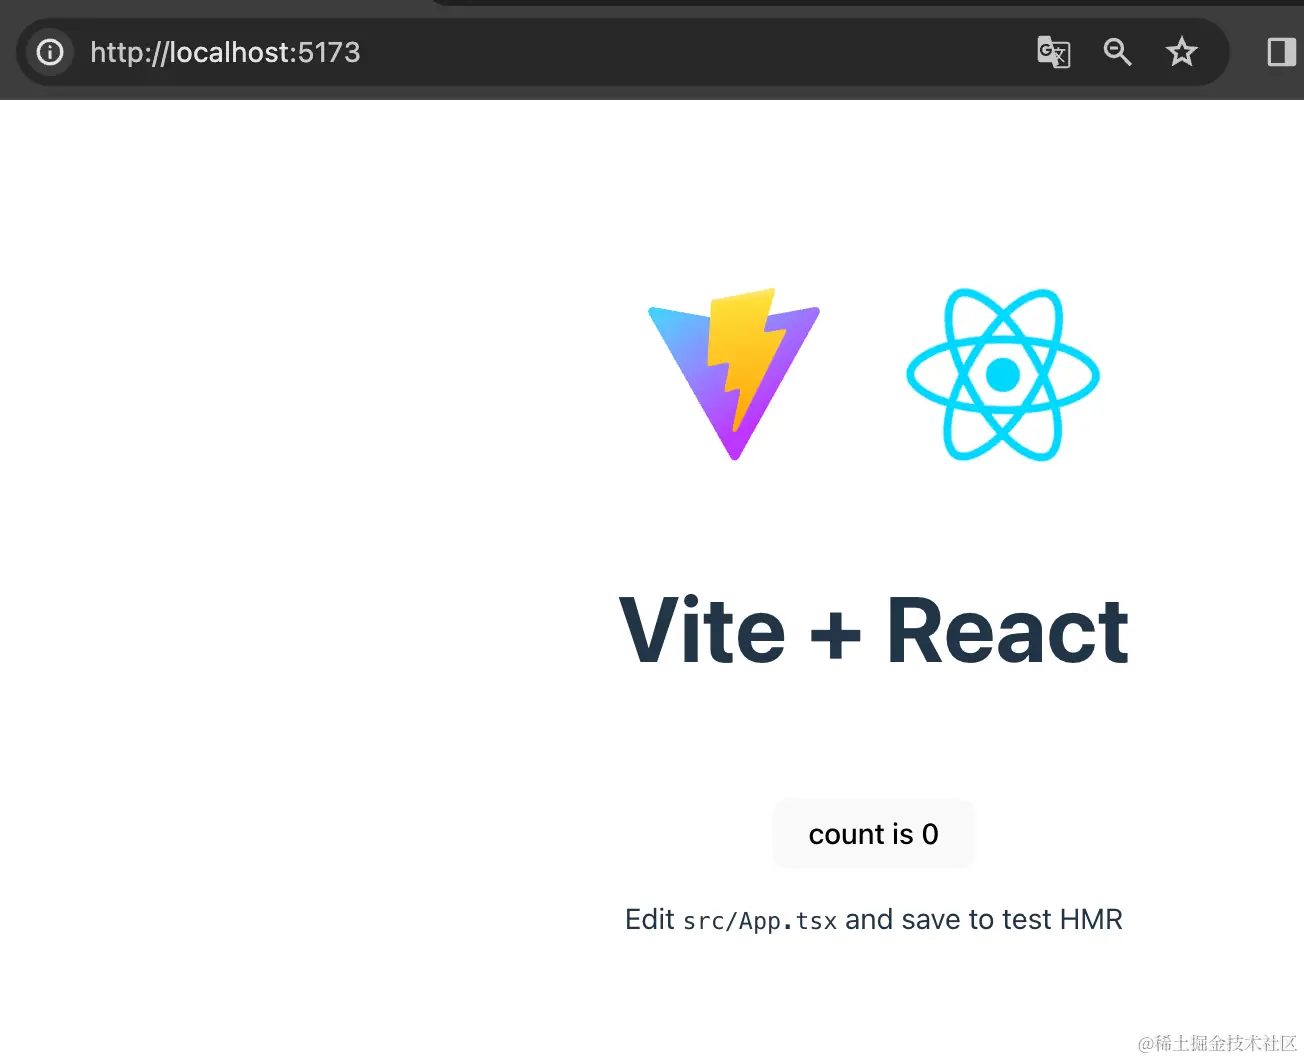 http://localhost:5173
Vite + React
count is 0
Edit src/App.tsx and save to test HMR
@稀土掘金技术社区